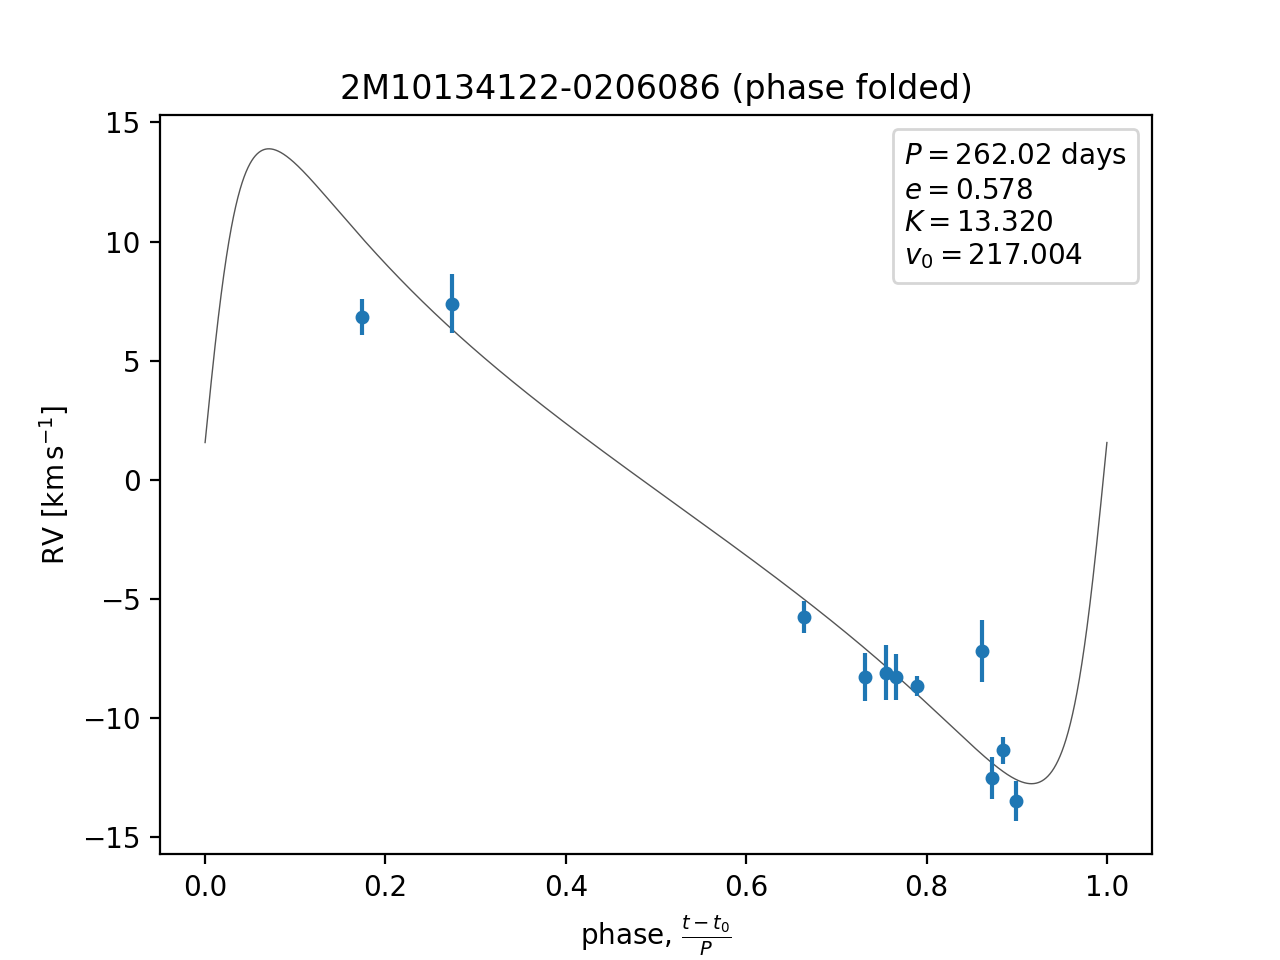 2M10134122-0206086 (phase folded)
P = 262.02 days
e = 0.578
K = 13.320
v₀ = 217.004
15
10
5
0
−5
−10
−15
RV [km s⁻¹]
0.0 0.2 0.4 0.6 0.8 1.0
phase, (t − t₀)/P